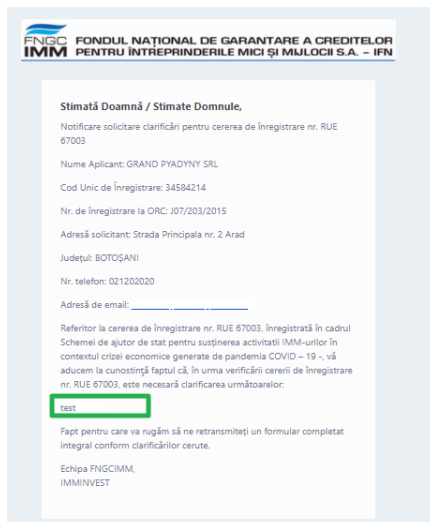 FNGC FONDUL NAȚIONAL DE GARANTARE A CREDITELOR
IMM PENTRU ÎNTREPRINDERILE MICI ȘI MIJLOCII S.A. – IFN
Stimată Doamnă / Stimate Domnule,
Notificare solicitare clarificări pentru cererea de înregistrare nr. RUE
67003
Nume Aplicant: GRAND PYADYNY SRL
Cod Unic de Înregistrare: 34584214
Nr. de înregistrare la ORC: J07/203/2015
Adresă solicitant: Strada Principala nr. 2 Arad
Județul: BOTOȘANI
Nr. telefon: 021202020
Adresă de email:
Referitor la cererea de înregistrare nr. RUE 67003, înregistrată în cadrul
Schemei de ajutor de stat pentru susținerea activitatii IMM-urilor în
contextul crizei economice generate de pandemia COVID – 19 -, vă
aducem la cunoștință faptul că, în urma verificării cererii de înregistrare
nr. RUE 67003, este necesară clarificarea următoarelor:
test
Fapt pentru care va rugăm să ne retransmiteți un formular completat
integral conform clarificărilor cerute.
Echipa FNGCIMM,
IMMINVEST